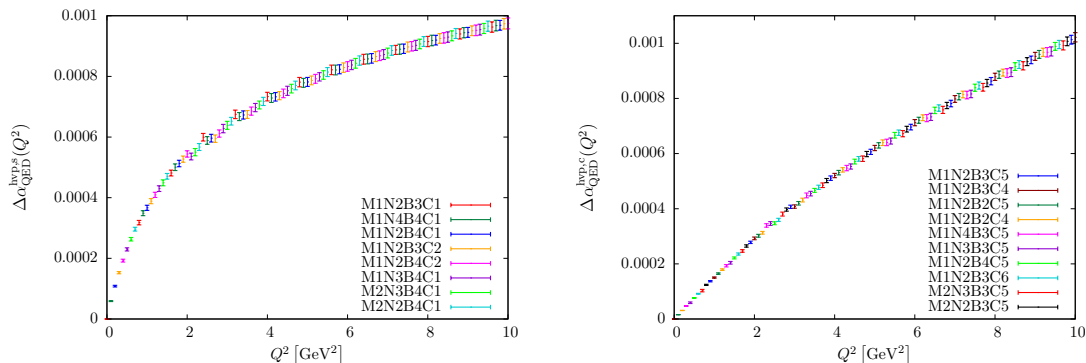 0.001
0.0008
0.0006
0.0004
0.0002
0
Δα^{hvp,s}_{QED}(Q²)
M1N2B3C1
M1N4B4C1
M1N2B4C1
M1N2B3C2
M1N2B4C2
M1N3B4C1
M2N3B4C1
M2N2B4C1
0 2 4 6 8 10
Q² [GeV²]
0.001
0.0008
0.0006
0.0004
0.0002
0
Δα^{hvp,c}_{QED}(Q²)
M1N2B3C5
M1N2B3C4
M1N2B2C5
M1N2B2C4
M1N4B3C5
M1N3B3C5
M1N2B4C5
M1N2B3C6
M2N3B3C5
M2N2B3C5
0 2 4 6 8 10
Q² [GeV²]